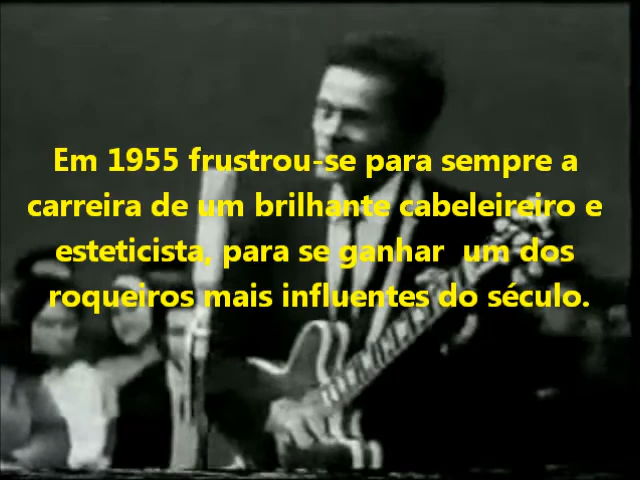 Em 1955 frustrou-se para sempre a
carreira de um brilhante cabeleireiro e
esteticista, para se ganhar um dos
roqueiros mais influentes do século.